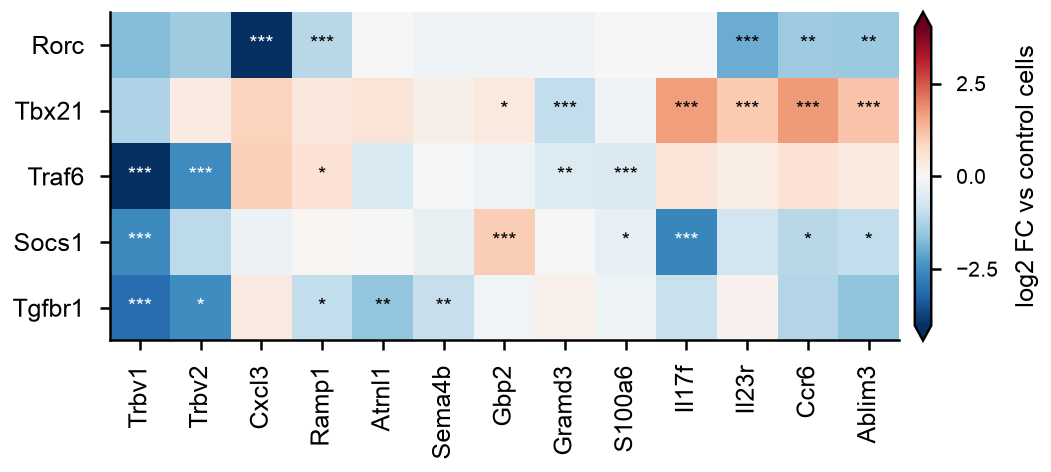 Rorc *** *** *** ** **
Tbx21 * *** *** *** *** ***
Traf6 *** *** * ** ***
Socs1 *** *** * *** * *
Tgfbr1 *** * * ** **
Trbv1 Trbv2 Cxcl3 Ramp1 Atrnl1 Sema4b Gbp2 Gramd3 S100a6 Il17f Il23r Ccr6 Ablim3
2.5
0.0
−2.5
log2 FC vs control cells